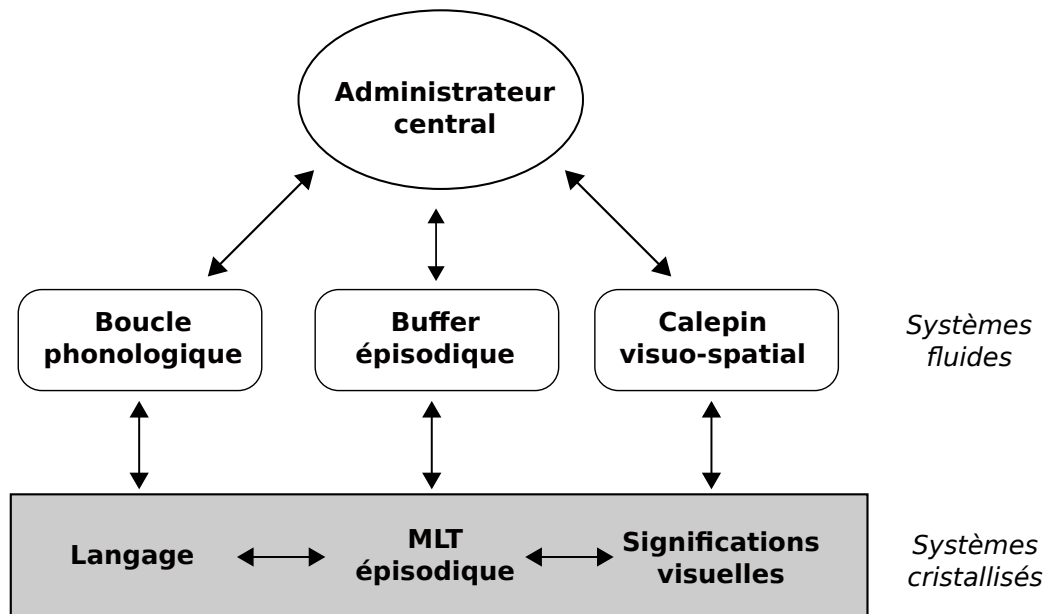 Administrateur
central
Boucle
phonologique
Buffer
épisodique
Calepin
visuo-spatial
Systèmes
fluides
Langage
MLT
épisodique
Significations
visuelles
Systèmes
cristallisés